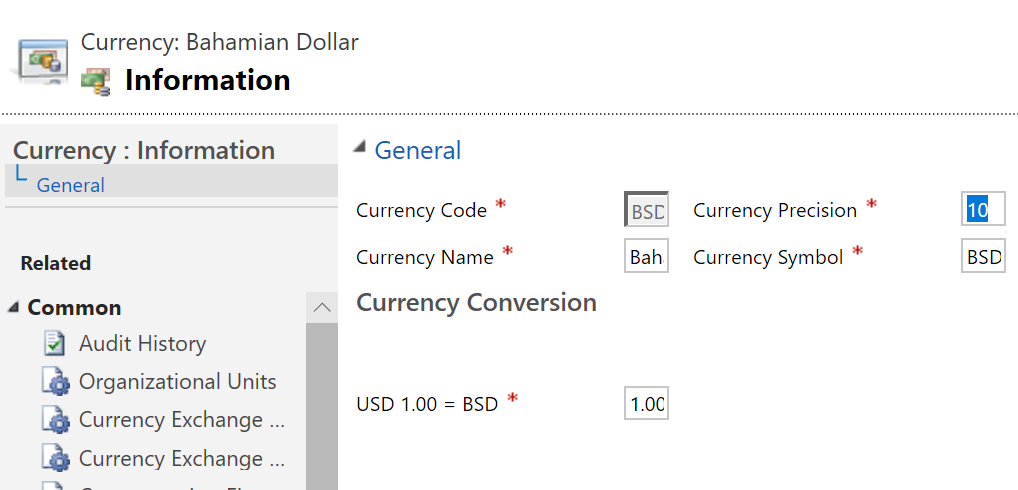 Currency: Bahamian Dollar
Information
Currency : Information
General
Related
Common
Audit History
Organizational Units
Currency Exchange ...
Currency Exchange ...
General
Currency Code * BSD Currency Precision * 10
Currency Name * Bah Currency Symbol * BSD
Currency Conversion
USD 1.00 = BSD * 1.00